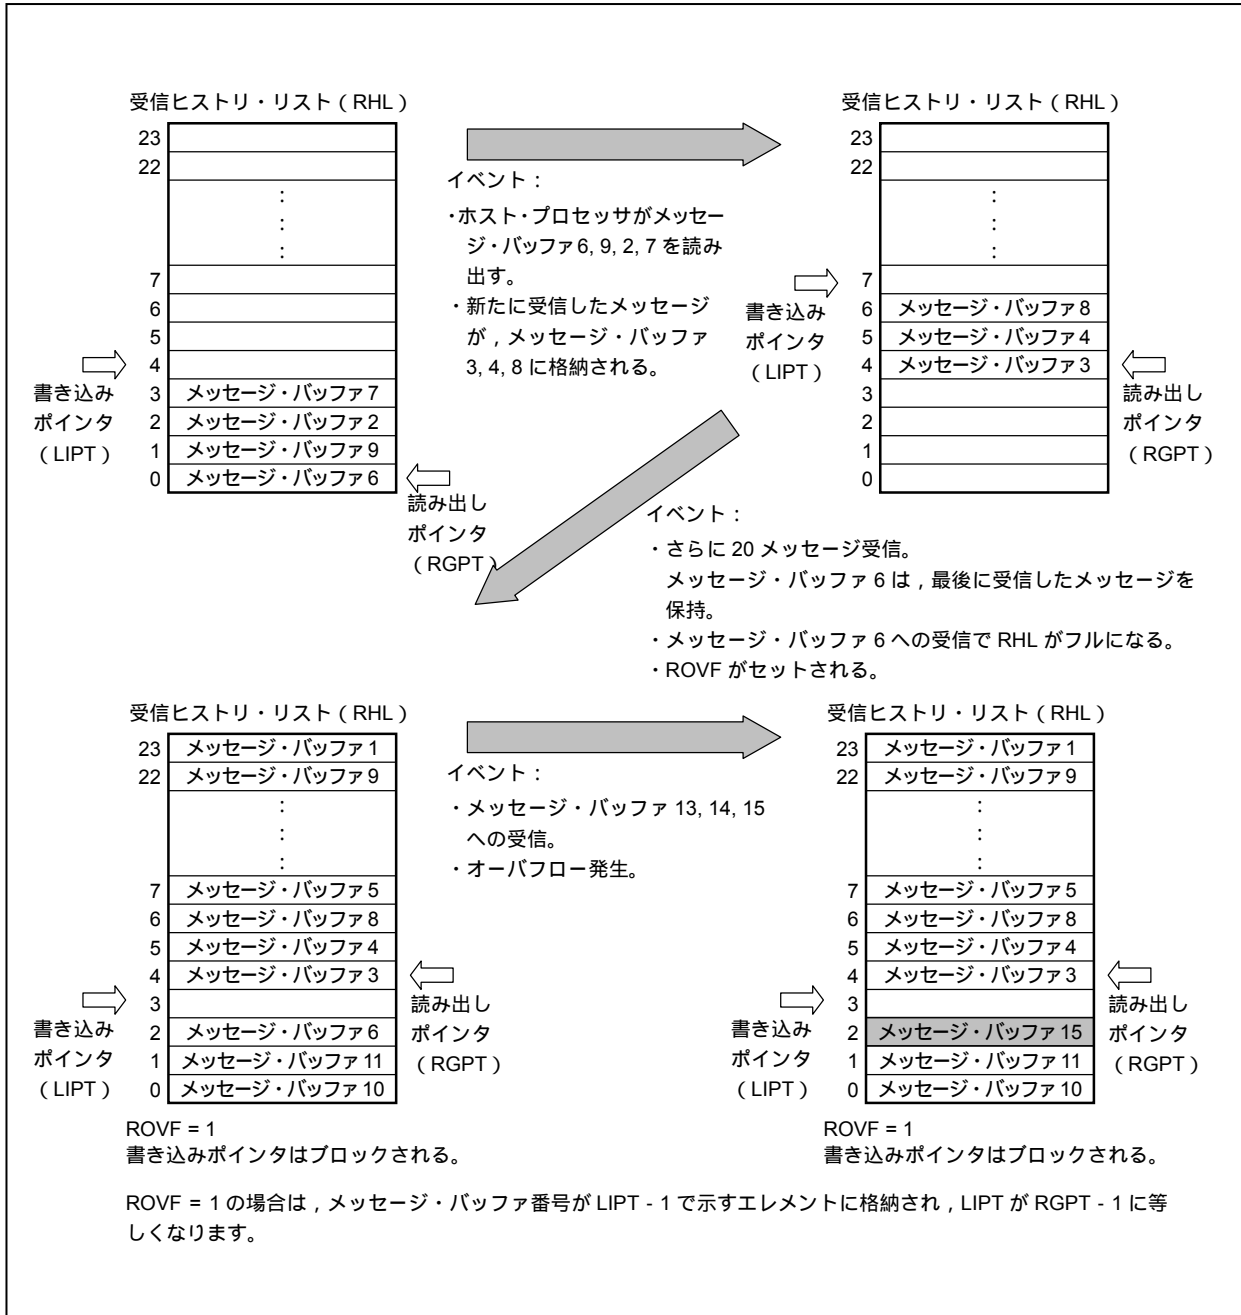 受信ヒストリ・リスト（RHL）
23
22
：
：
：
7
6
5
4
3 メッセージ・バッファ7
2 メッセージ・バッファ2
1 メッセージ・バッファ9
0 メッセージ・バッファ6
書き込み
ポインタ
（LIPT）
読み出し
ポインタ
（RGPT）
イベント：
・ホスト・プロセッサがメッセー
ジ・バッファ6, 9, 2, 7 を読み
出す。
・新たに受信したメッセージ
が，メッセージ・バッファ
3, 4, 8 に格納される。
受信ヒストリ・リスト（RHL）
23
22
：
：
：
7
6 メッセージ・バッファ8
5 メッセージ・バッファ4
4 メッセージ・バッファ3
3
2
1
0
書き込み
ポインタ
（LIPT）
読み出し
ポインタ
（RGPT）
イベント：
・さらに 20 メッセージ受信。
メッセージ・バッファ 6 は，最後に受信したメッセージを
保持。
・メッセージ・バッファ 6 への受信で RHL がフルになる。
・ROVF がセットされる。
受信ヒストリ・リスト（RHL）
23 メッセージ・バッファ1
22 メッセージ・バッファ9
：
：
：
7 メッセージ・バッファ5
6 メッセージ・バッファ8
5 メッセージ・バッファ4
4 メッセージ・バッファ3
3
2 メッセージ・バッファ6
1 メッセージ・バッファ11
0 メッセージ・バッファ10
書き込み
ポインタ
（LIPT）
読み出し
ポインタ
（RGPT）
ROVF = 1
書き込みポインタはブロックされる。
イベント：
・メッセージ・バッファ 13, 14, 15
への受信。
・オーバフロー発生。
受信ヒストリ・リスト（RHL）
23 メッセージ・バッファ1
22 メッセージ・バッファ9
：
：
：
7 メッセージ・バッファ5
6 メッセージ・バッファ8
5 メッセージ・バッファ4
4 メッセージ・バッファ3
3
2 メッセージ・バッファ15
1 メッセージ・バッファ11
0 メッセージ・バッファ10
書き込み
ポインタ
（LIPT）
読み出し
ポインタ
（RGPT）
ROVF = 1
書き込みポインタはブロックされる。
ROVF = 1 の場合は，メッセージ・バッファ番号が LIPT - 1 で示すエレメントに格納され，LIPT が RGPT - 1 に等
しくなります。